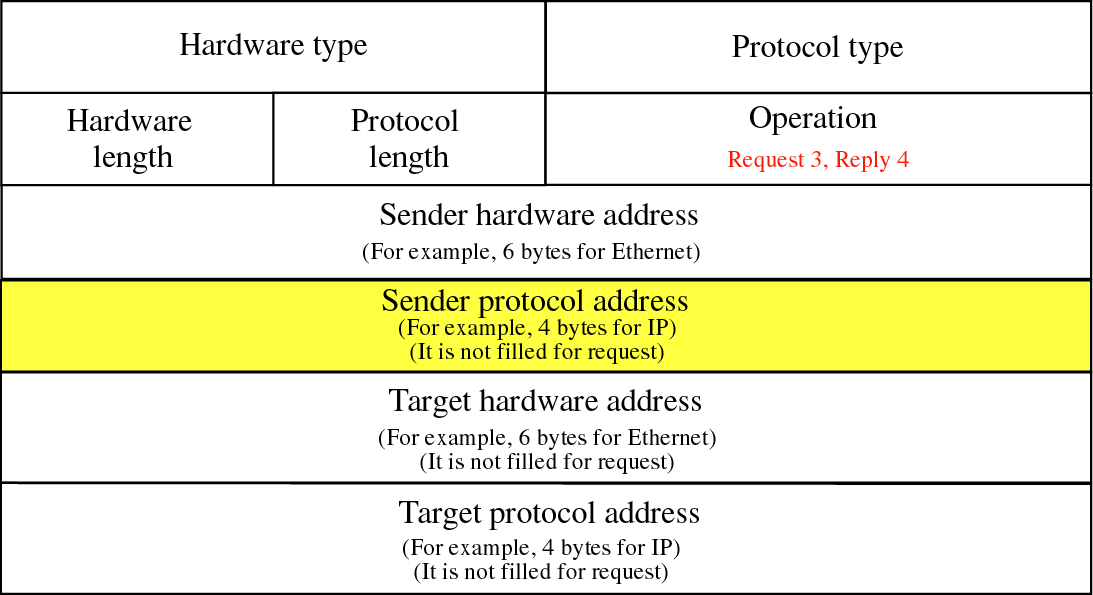 Hardware type
Protocol type
Hardware
length
Protocol
length
Operation
Request 3, Reply 4
Sender hardware address
(For example, 6 bytes for Ethernet)
Sender protocol address
(For example, 4 bytes for IP)
(It is not filled for request)
Target hardware address
(For example, 6 bytes for Ethernet)
(It is not filled for request)
Target protocol address
(For example, 4 bytes for IP)
(It is not filled for request)